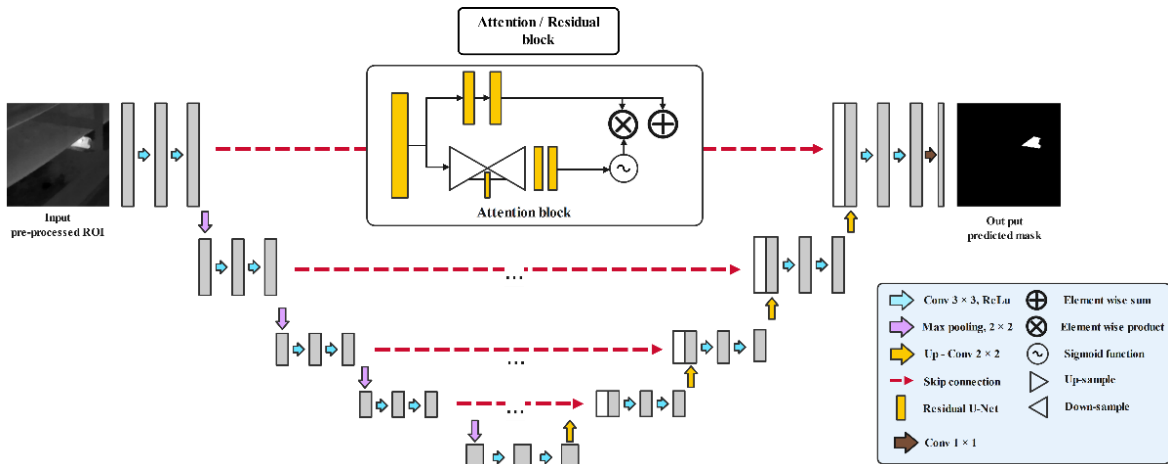 Attention / Residual
block
Attention block
Input
pre-processed ROI
Out put
predicted mask
...
...
...
Conv 3 × 3, ReLu
Max pooling, 2 × 2
Up - Conv 2 × 2
Skip connection
Residual U-Net
Conv 1 × 1
Element wise sum
Element wise product
Sigmoid function
Up-sample
Down-sample